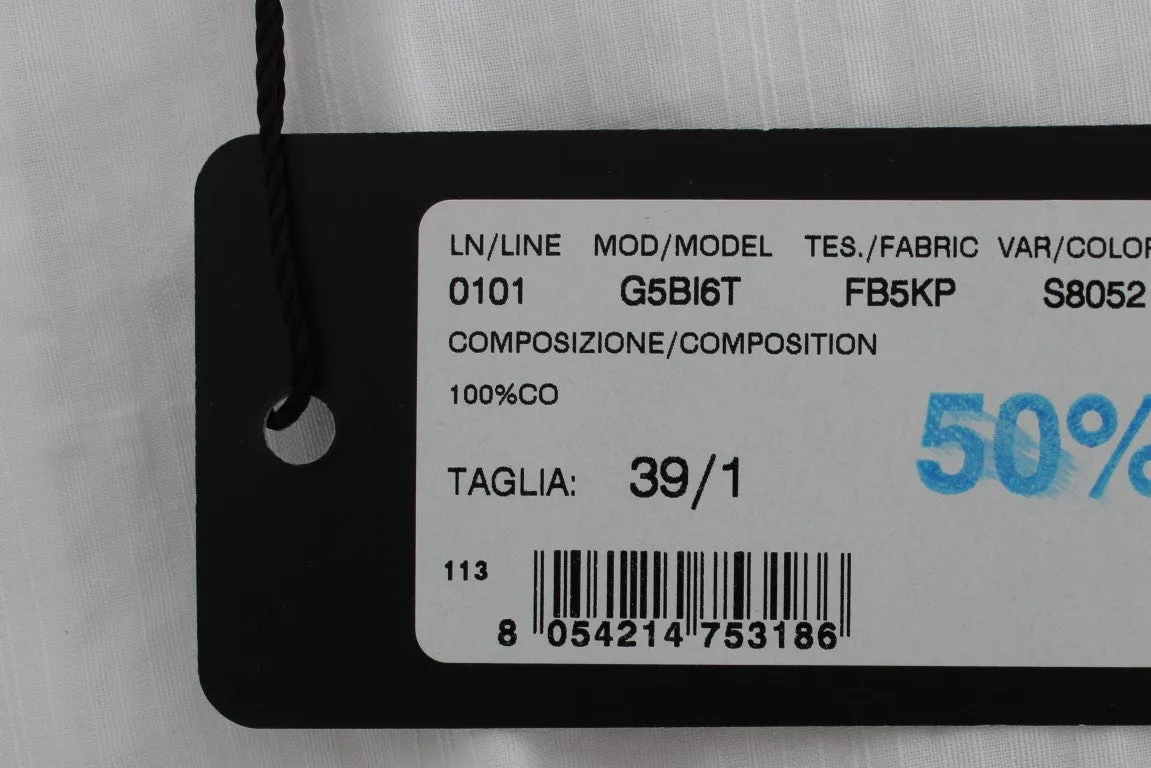 LN/LINE MOD/MODEL TES./FABRIC VAR/COLOR
0101 G5BI6T FB5KP S8052
COMPOSIZIONE/COMPOSITION
100%CO
50%
TAGLIA: 39/1
113
8 054214 753186